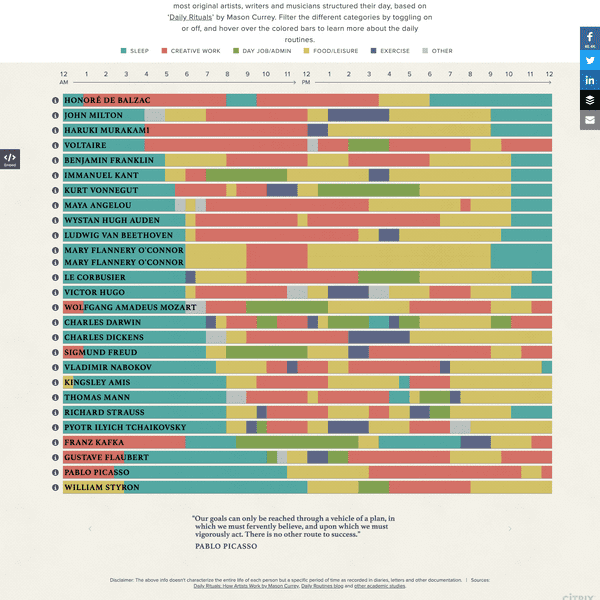 most original artists, writers and musicians structured their day, based on
'Daily Rituals' by Mason Currey. Filter the different categories by toggling on
or off, and hover over the colored bars to learn more about the daily
routines.
SLEEP CREATIVE WORK DAY JOB/ADMIN FOOD/LEISURE EXERCISE OTHER
12 1 2 3 4 5 6 7 8 9 10 11 12 1 2 3 4 5 6 7 8 9 10 11 12
AM PM
HONORÉ DE BALZAC
JOHN MILTON
HARUKI MURAKAMI
VOLTAIRE
BENJAMIN FRANKLIN
IMMANUEL KANT
KURT VONNEGUT
MAYA ANGELOU
WYSTAN HUGH AUDEN
LUDWIG VAN BEETHOVEN
MARY FLANNERY O'CONNOR
MARY FLANNERY O'CONNOR
LE CORBUSIER
VICTOR HUGO
WOLFGANG AMADEUS MOZART
CHARLES DARWIN
CHARLES DICKENS
SIGMUND FREUD
VLADIMIR NABOKOV
KINGSLEY AMIS
THOMAS MANN
RICHARD STRAUSS
PYOTR ILYICH TCHAIKOVSKY
FRANZ KAFKA
GUSTAVE FLAUBERT
PABLO PICASSO
WILLIAM STYRON
"Our goals can only be reached through a vehicle of a plan, in
which we must fervently believe, and upon which we must
vigorously act. There is no other route to success."
PABLO PICASSO
Disclaimer: The above info doesn't characterize the entire life of each person but a specific period of time as recorded in diaries, letters and other documentation. | Sources:
Daily Rituals: How Artists Work by Mason Currey, Daily Routines blog and other academic studies.
CITRIX